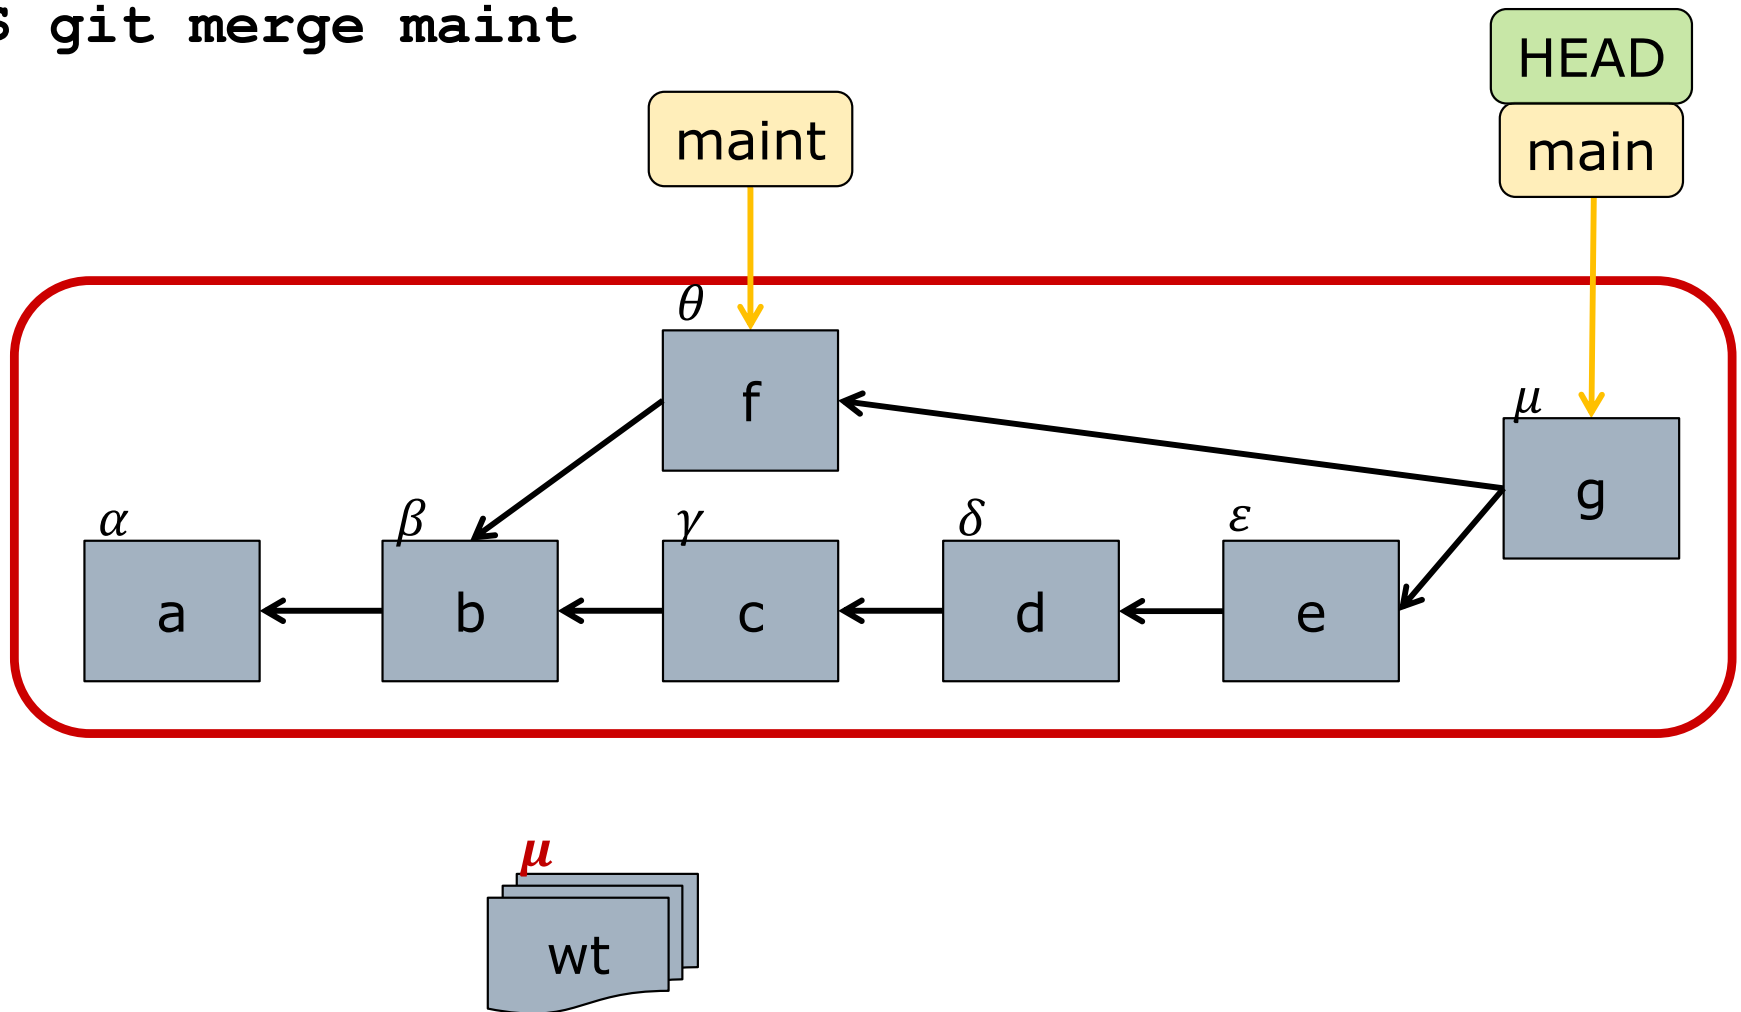 $ git merge maint
HEAD
maint
main
θ
f
μ
g
α
β
γ
δ
ε
a
b
c
d
e
μ
wt